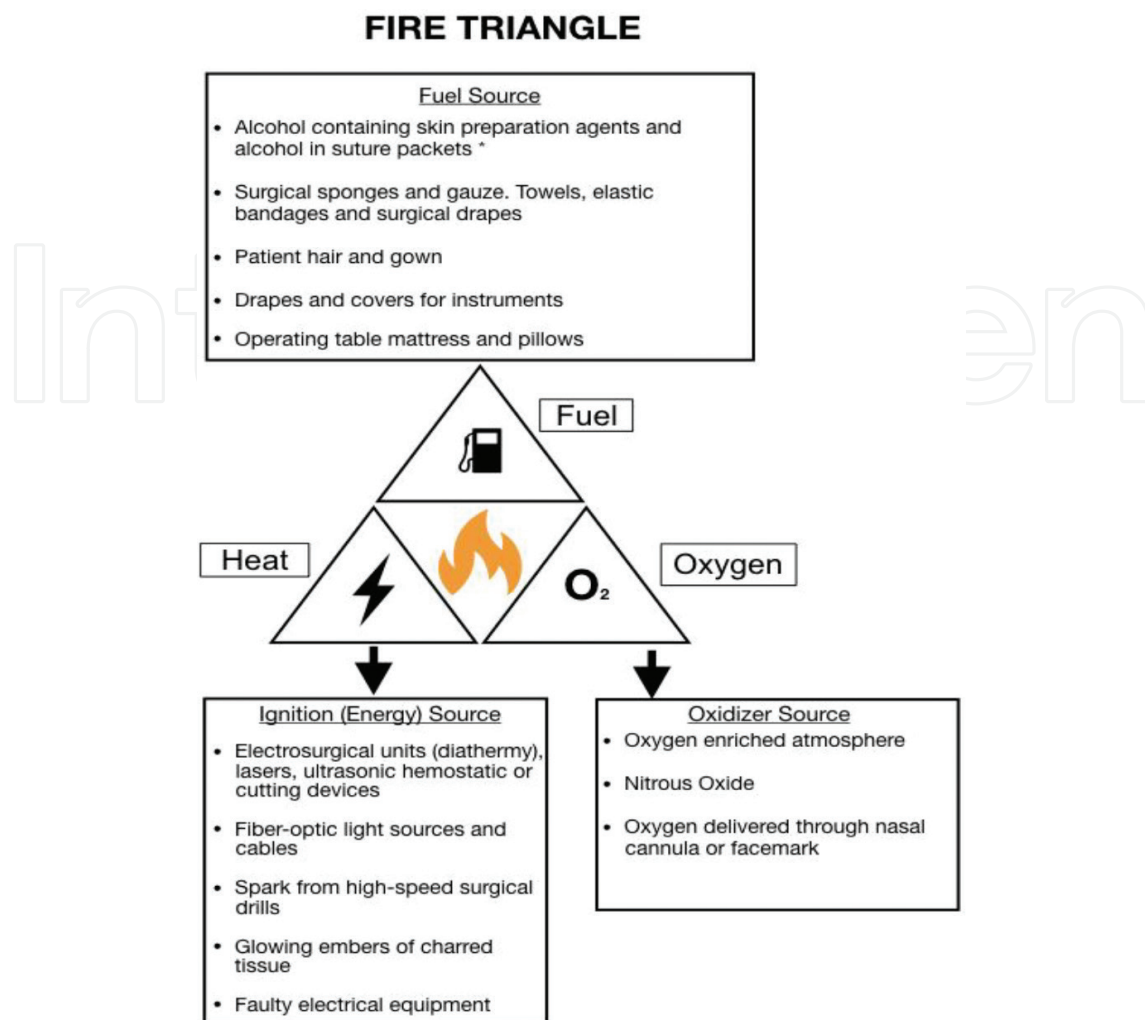 FIRE TRIANGLE
Fuel Source
• Alcohol containing skin preparation agents and
alcohol in suture packets *
• Surgical sponges and gauze. Towels, elastic
bandages and surgical drapes
• Patient hair and gown
• Drapes and covers for instruments
• Operating table mattress and pillows
Fuel
Heat
Oxygen
O₂
Ignition (Energy) Source
• Electrosurgical units (diathermy),
lasers, ultrasonic hemostatic or
cutting devices
• Fiber-optic light sources and
cables
• Spark from high-speed surgical
drills
• Glowing embers of charred
tissue
• Faulty electrical equipment
Oxidizer Source
• Oxygen enriched atmosphere
• Nitrous Oxide
• Oxygen delivered through nasal
cannula or facemark